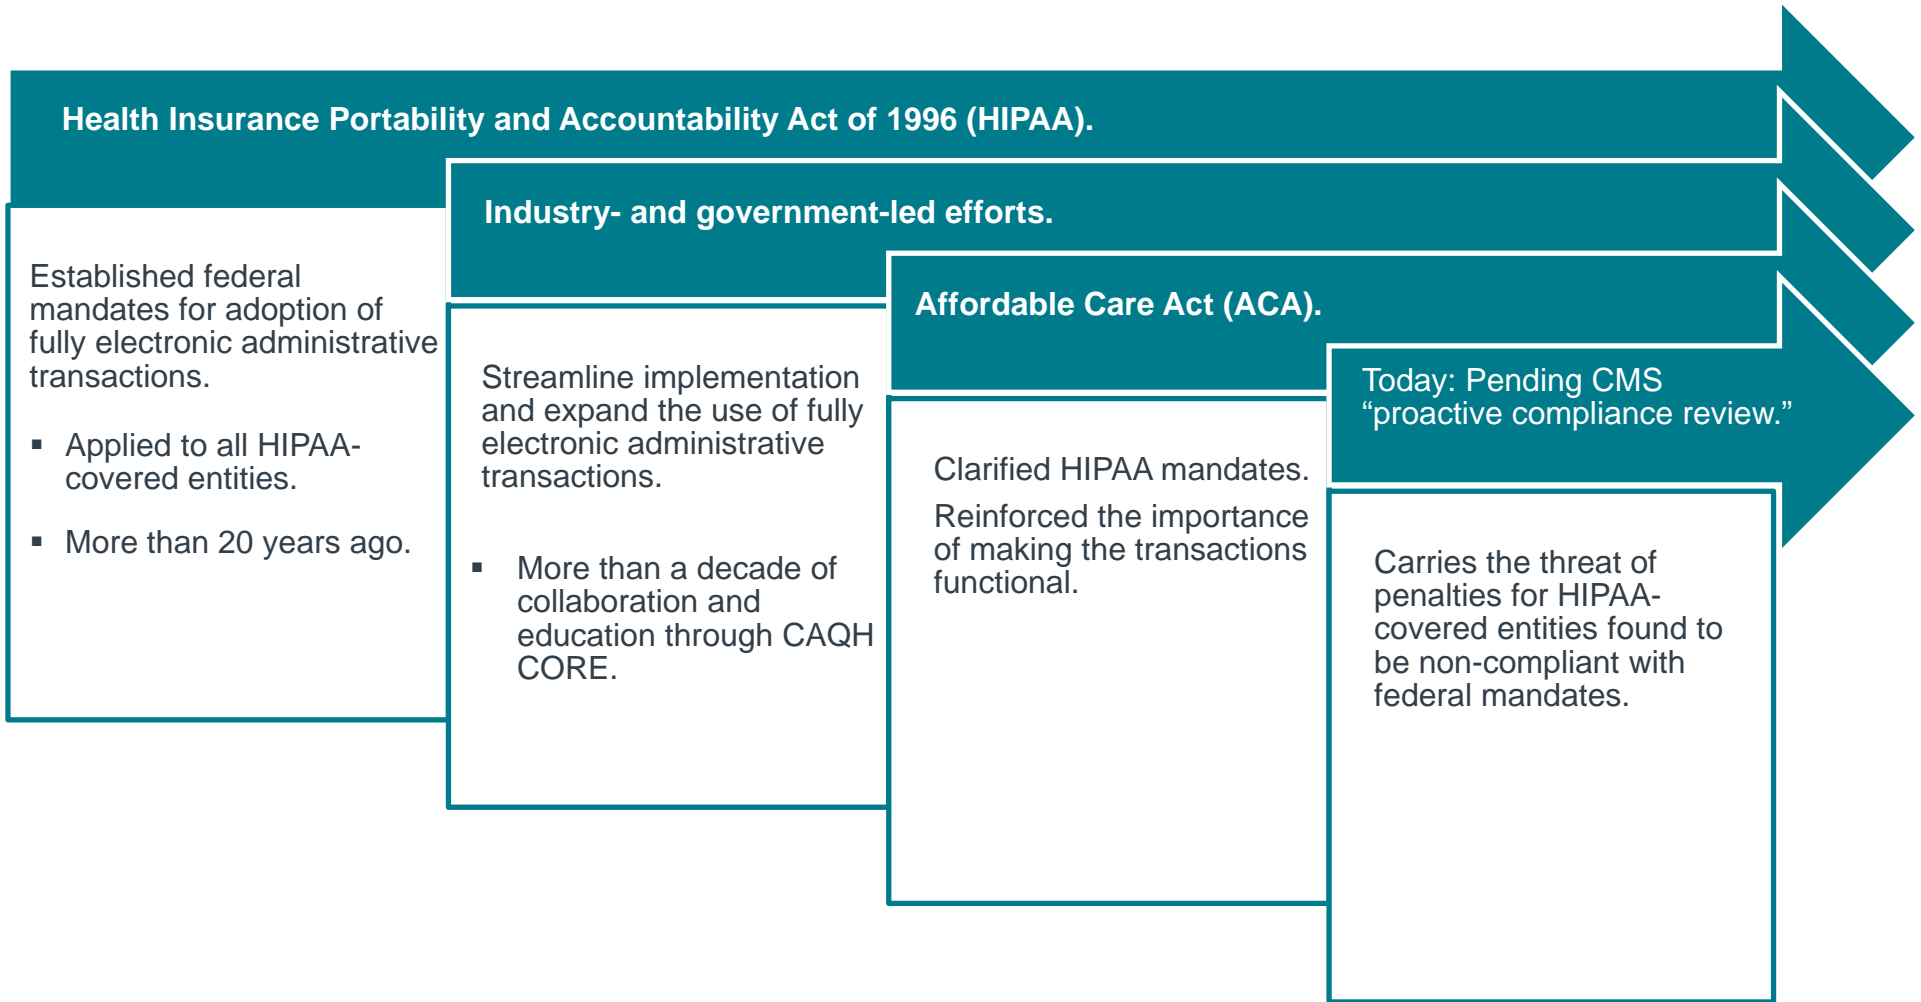 Health Insurance Portability and Accountability Act of 1996 (HIPAA).
Established federal
mandates for adoption of
fully electronic administrative
transactions.
▪ Applied to all HIPAA-
covered entities.
▪ More than 20 years ago.
Industry- and government-led efforts.
Streamline implementation
and expand the use of fully
electronic administrative
transactions.
▪ More than a decade of
collaboration and
education through CAQH
CORE.
Affordable Care Act (ACA).
Clarified HIPAA mandates.
Reinforced the importance
of making the transactions
functional.
Today: Pending CMS
“proactive compliance review.”
Carries the threat of
penalties for HIPAA-
covered entities found to
be non-compliant with
federal mandates.